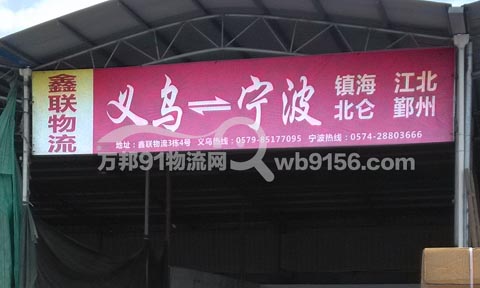 鑫联物流
义乌⇌宁波
镇海 江北
北仑 鄞州
地址：鑫联物流3栋4号 义乌热线：0579-85177095 宁波热线：0574-28803666
万邦91物流网 wb9156.com